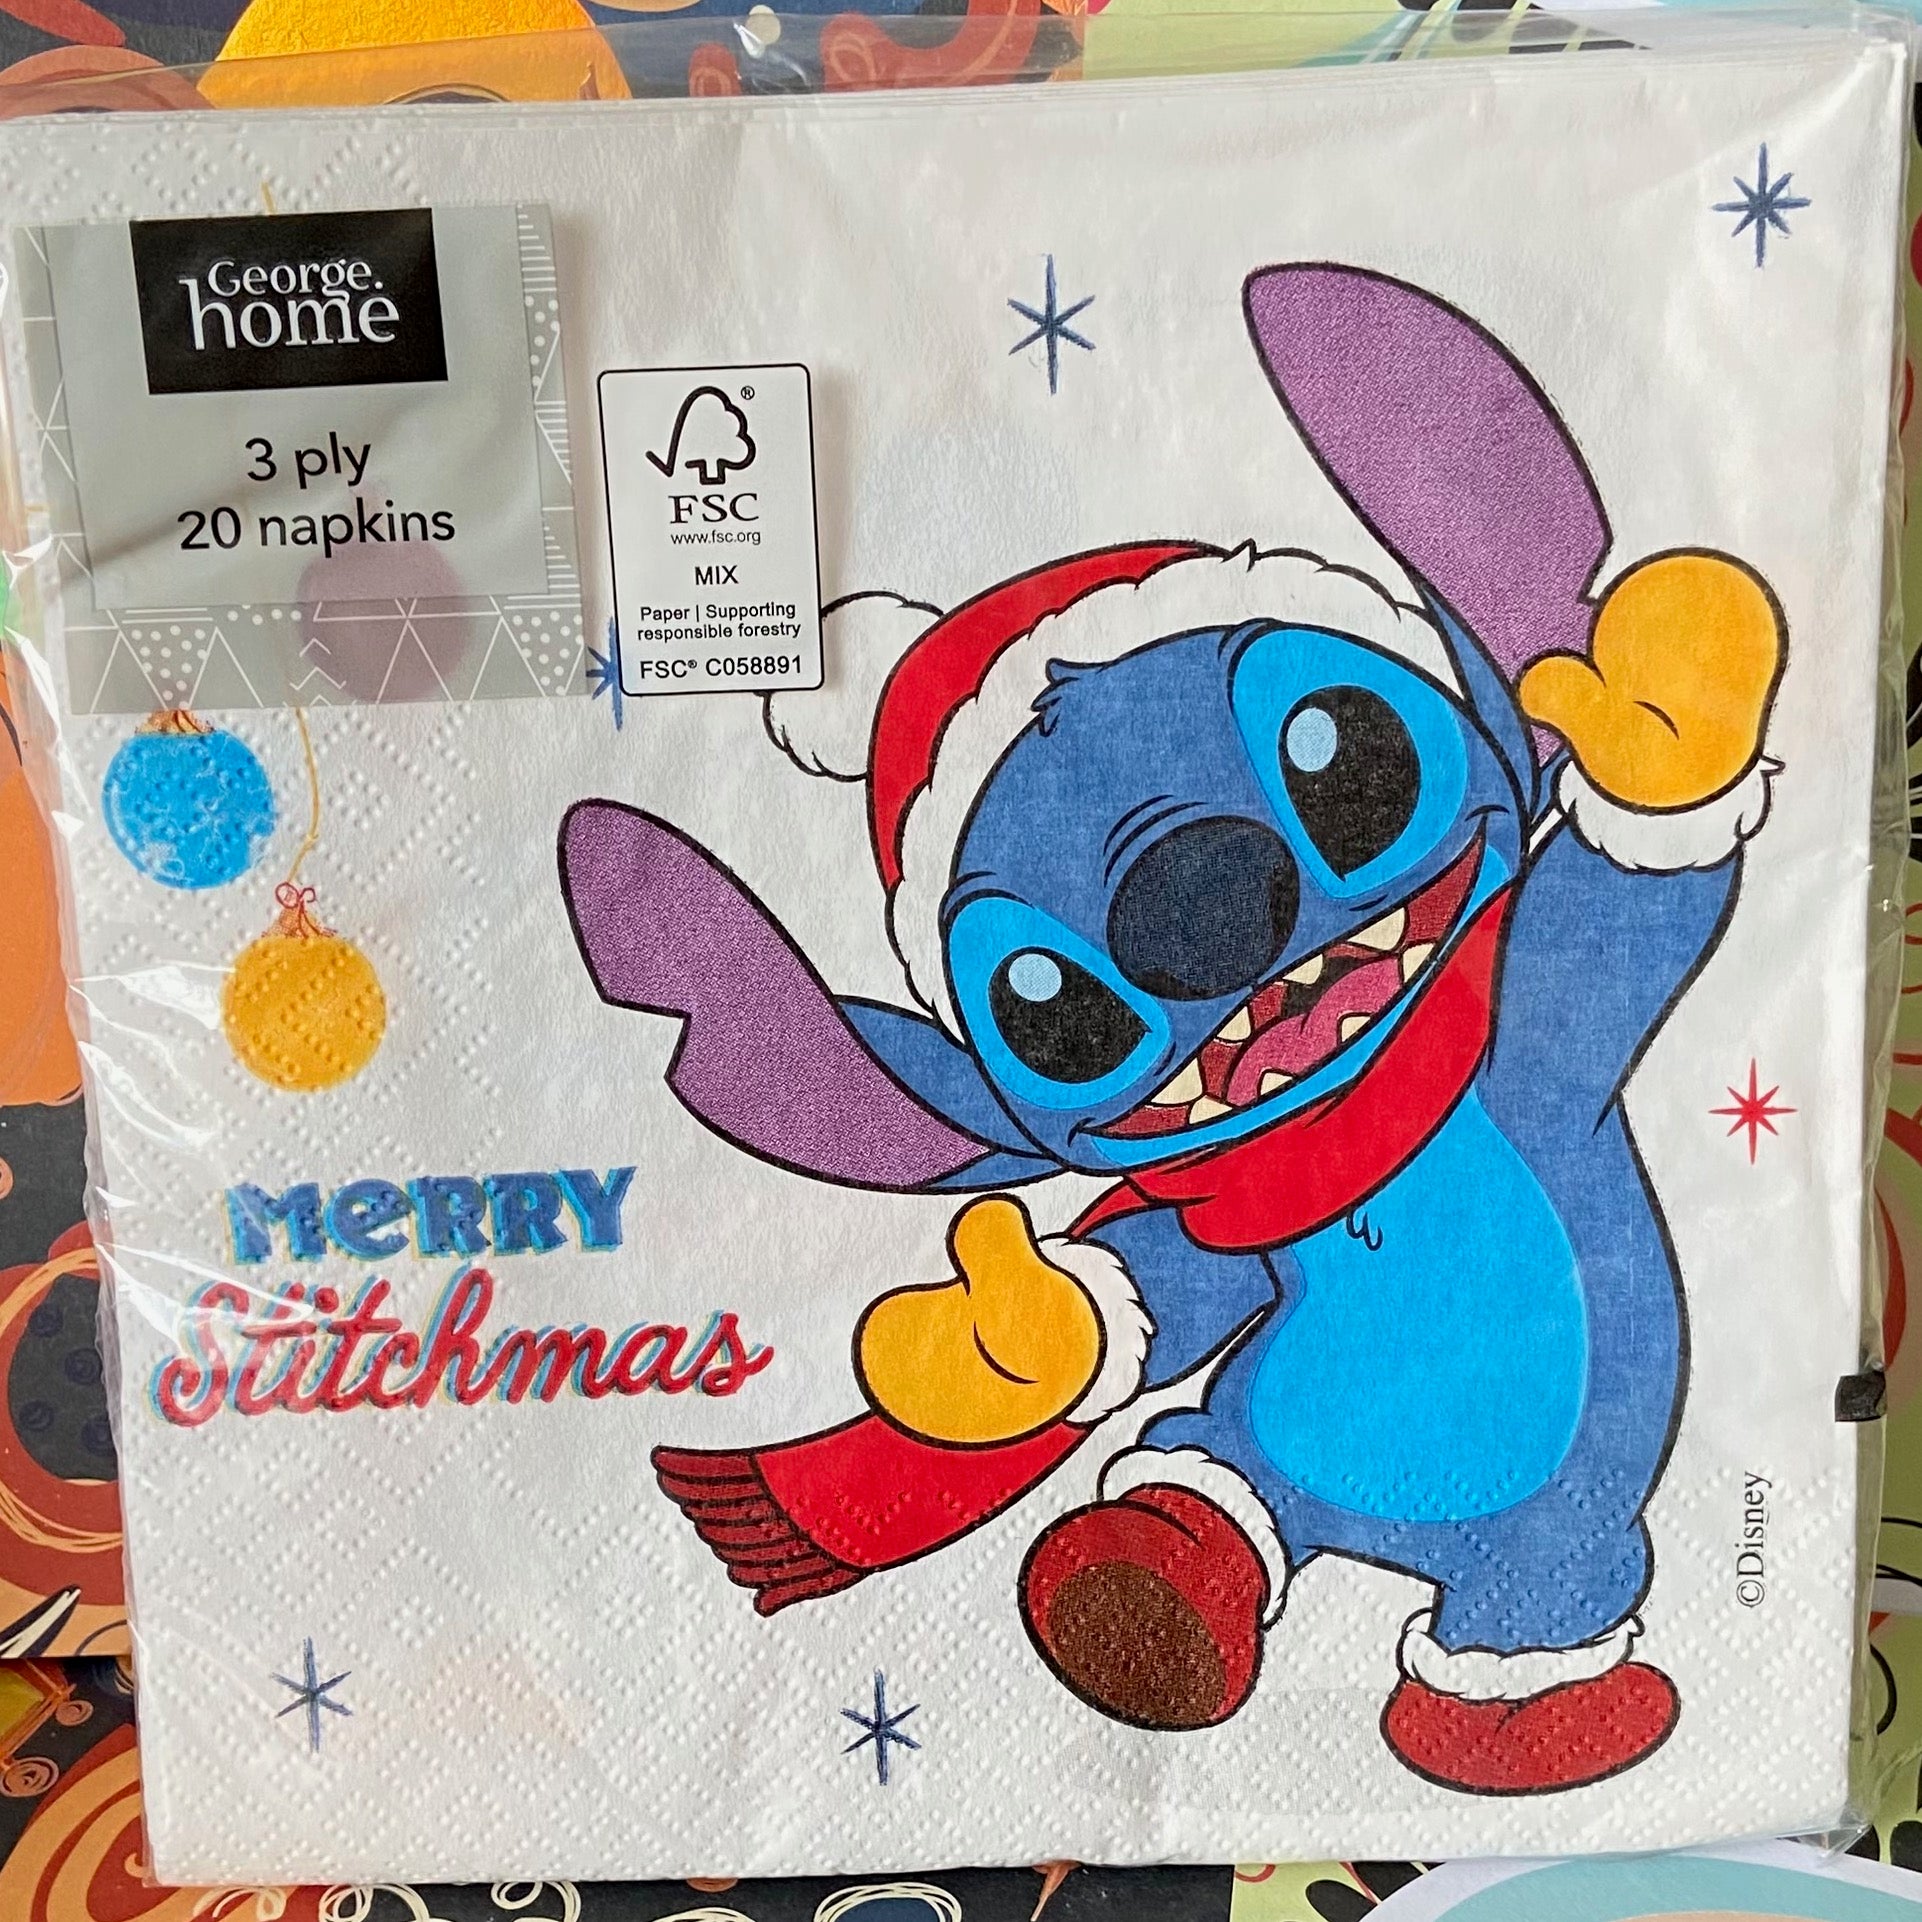 George.
home
3 ply
20 napkins
®
FSC
www.fsc.org
MIX
Paper | Supporting
responsible forestry
FSC® C058891
MERRY
Stitchmas
©Disney